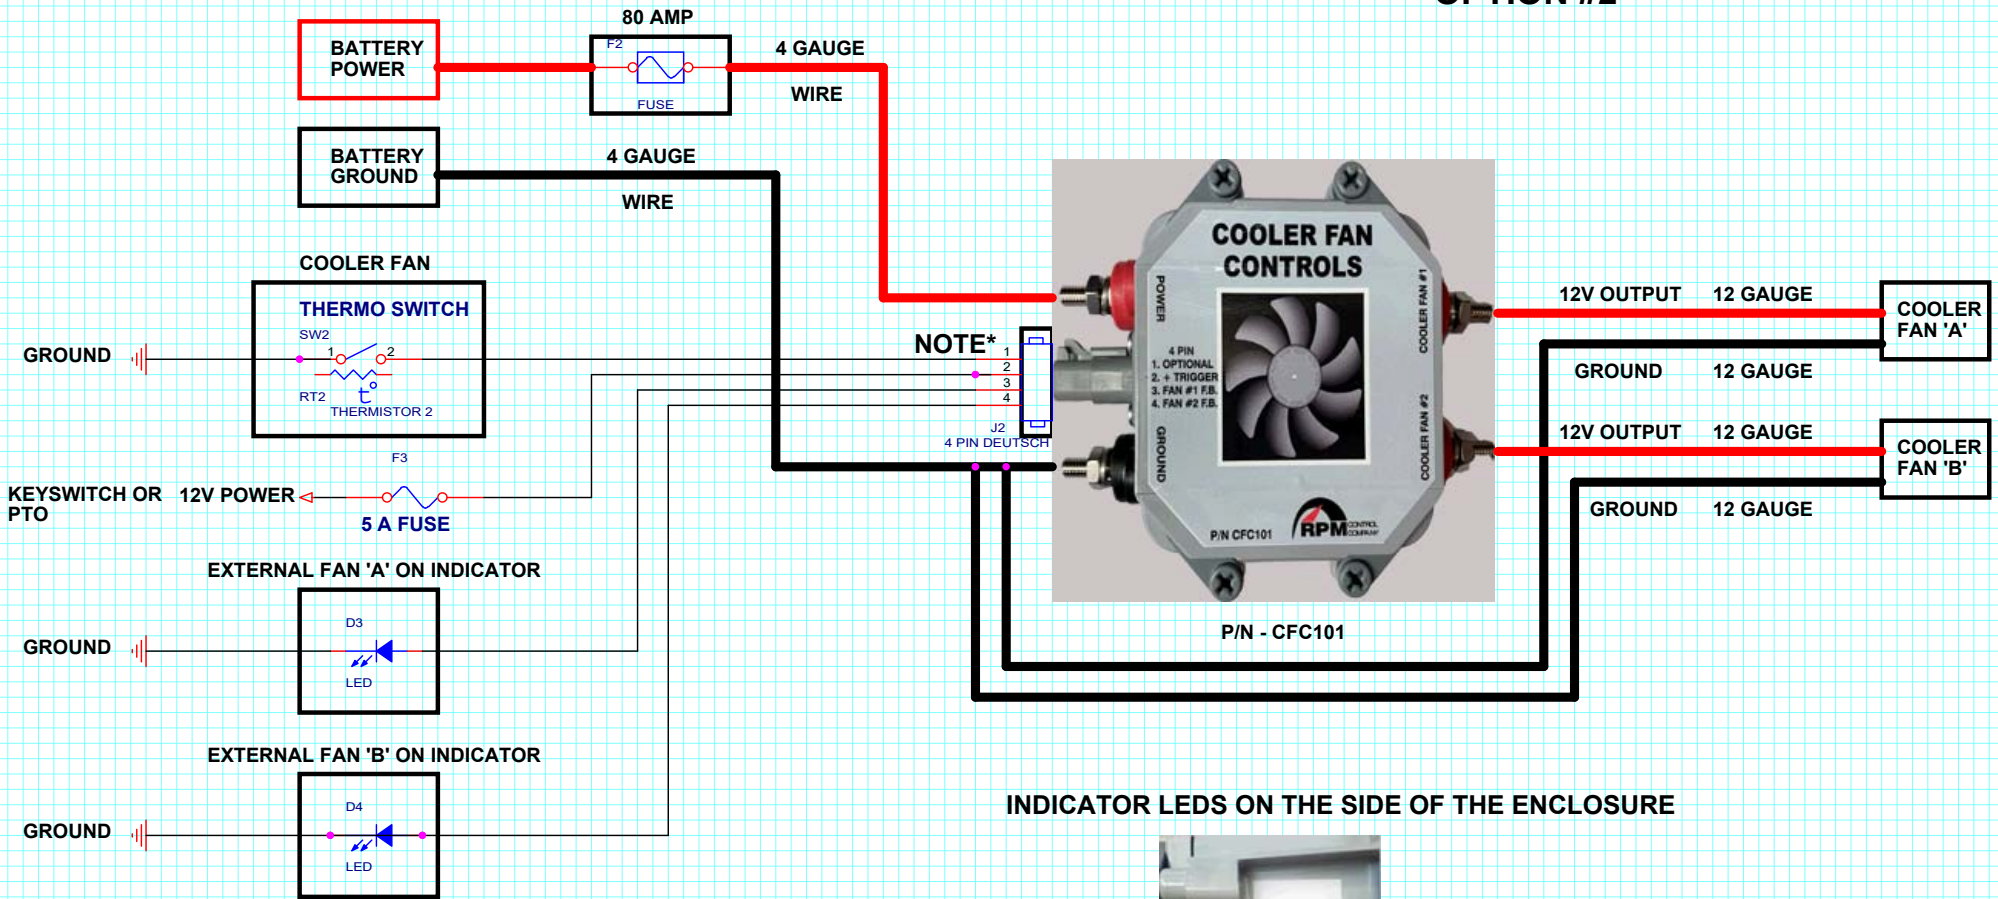 OPTION #2
80 AMP
BATTERY
POWER
F2
FUSE
4 GAUGE
WIRE
BATTERY
GROUND
4 GAUGE
WIRE
COOLER FAN
THERMO SWITCH
SW2
1
2
GROUND
RT2
t°
THERMISTOR 2
NOTE*
1
2
3
4
J2
4 PIN DEUTSCH
F3
KEYSWITCH OR
PTO
12V POWER
5 A FUSE
EXTERNAL FAN 'A' ON INDICATOR
D3
GROUND
LED
EXTERNAL FAN 'B' ON INDICATOR
D4
GROUND
LED
COOLER FAN
CONTROLS
POWER
4 PIN
1. OPTIONAL
2. + TRIGGER
3. FAN #1 F.B.
4. FAN #2 F.B.
GROUND
COOLER FAN #1
COOLER FAN #2
P/N CFC101
RPM CONTROL
COMPANY
P/N - CFC101
12V OUTPUT 12 GAUGE
COOLER
FAN 'A'
GROUND 12 GAUGE
12V OUTPUT 12 GAUGE
COOLER
FAN 'B'
GROUND 12 GAUGE
INDICATOR LEDS ON THE SIDE OF THE ENCLOSURE